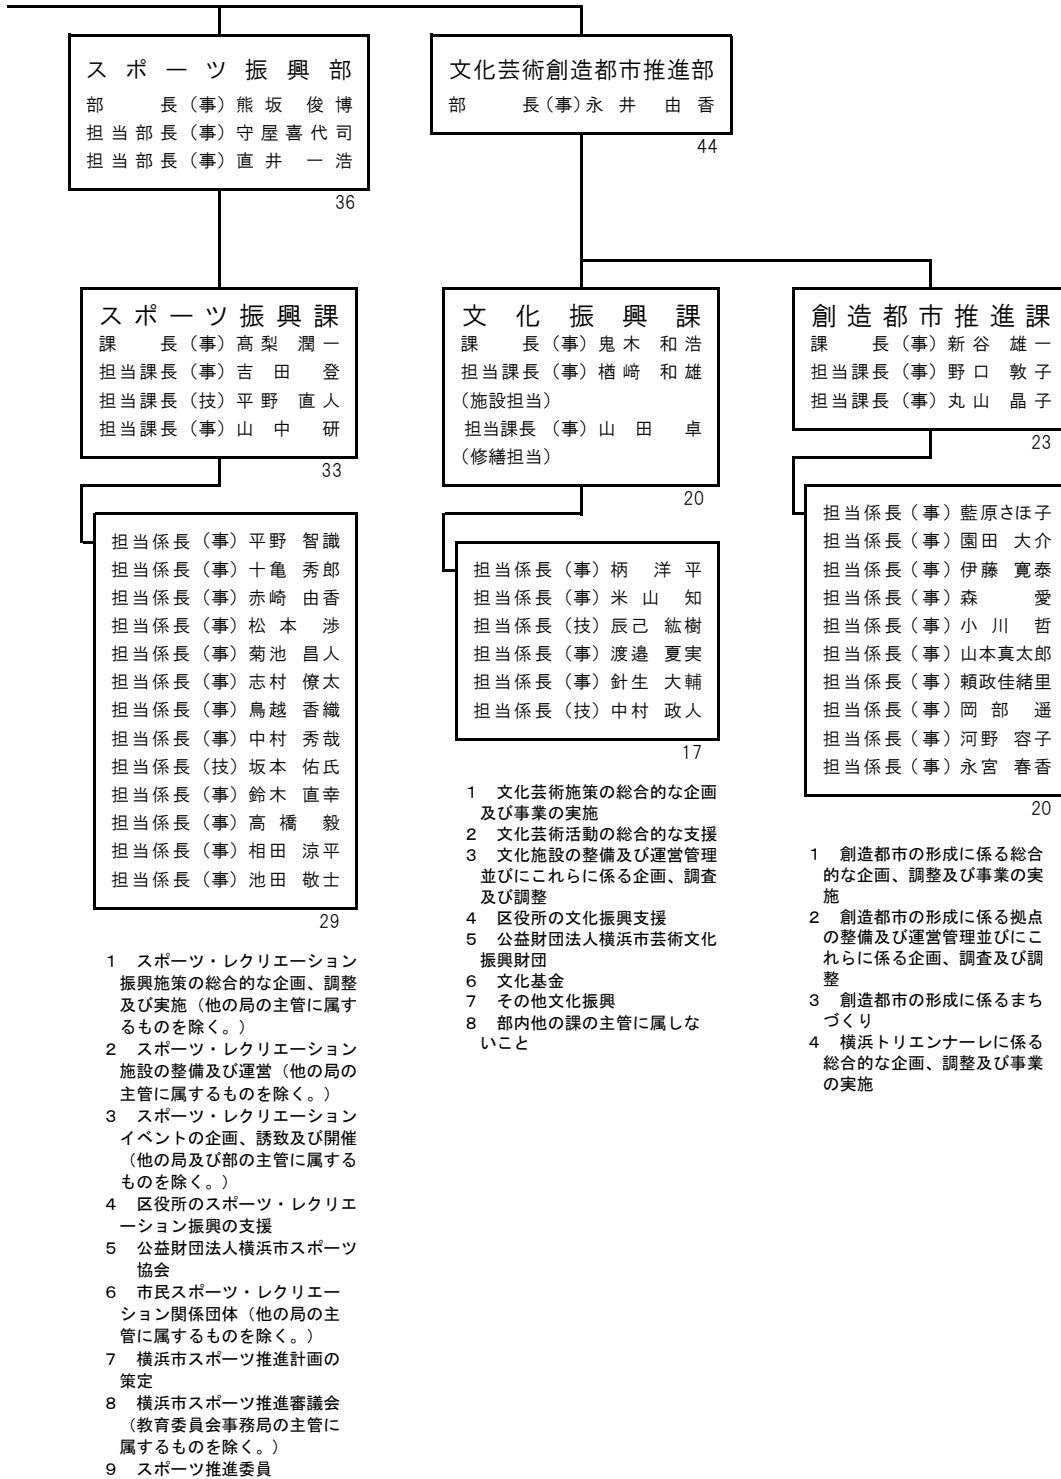 スポーツ振興部
部長(事)熊坂 俊博
担当部長(事)守屋喜代司
担当部長(事)直井 一浩
36
文化芸術創造都市推進部
部長(事)永井 由香
44
スポーツ振興課
課長(事)髙梨 潤一
担当課長(事)吉田 登
担当課長(技)平野 直人
担当課長(事)山中 研
33
担当係長(事)平野 智識
担当係長(事)十亀 秀郎
担当係長(事)赤崎 由香
担当係長(事)松本 渉
担当係長(事)菊池 昌人
担当係長(事)志村 僚太
担当係長(事)鳥越 香織
担当係長(事)中村 秀哉
担当係長(技)坂本 佑氏
担当係長(事)鈴木 直幸
担当係長(事)高橋 毅
担当係長(事)相田 涼平
担当係長(事)池田 敬士
29
1 スポーツ・レクリエーション
振興施策の総合的な企画、調整
及び実施(他の局の主管に属す
るものを除く。)
2 スポーツ・レクリエーション
施設の整備及び運営(他の局の
主管に属するものを除く。)
3 スポーツ・レクリエーション
イベントの企画、誘致及び開催
(他の局及び部の主管に属する
ものを除く。)
4 区役所のスポーツ・レクリエ
ーション振興の支援
5 公益財団法人横浜市スポーツ
協会
6 市民スポーツ・レクリエー
ション関係団体(他の局の主
管に属するものを除く。)
7 横浜市スポーツ推進計画の
策定
8 横浜市スポーツ推進審議会
(教育委員会事務局の主管に
属するものを除く。)
9 スポーツ推進委員
文化振興課
課長(事)鬼木 和浩
担当課長(事)楢﨑 和雄
(施設担当)
担当課長(事)山田 卓
(修繕担当)
20
担当係長(事)柄 洋平
担当係長(事)米山 知
担当係長(技)辰己 紘樹
担当係長(事)渡邉 夏実
担当係長(事)針生 大輔
担当係長(技)中村 政人
17
1 文化芸術施策の総合的な企画
及び事業の実施
2 文化芸術活動の総合的な支援
3 文化施設の整備及び運営管理
並びにこれらに係る企画、調査
及び調整
4 区役所の文化振興支援
5 公益財団法人横浜市芸術文化
振興財団
6 文化基金
7 その他文化振興
8 部内他の課の主管に属しな
いこと
創造都市推進課
課長(事)新谷 雄一
担当課長(事)野口 敦子
担当課長(事)丸山 晶子
23
担当係長(事)藍原さほ子
担当係長(事)園田 大介
担当係長(事)伊藤 寛泰
担当係長(事)森 愛
担当係長(事)小川 哲
担当係長(事)山本真太郎
担当係長(事)頼政佳緒里
担当係長(事)岡部 遥
担当係長(事)河野 容子
担当係長(事)永宮 春香
20
1 創造都市の形成に係る総合
的な企画、調整及び事業の実
施
2 創造都市の形成に係る拠点
の整備及び運営管理並びにこ
れらに係る企画、調査及び調
整
3 創造都市の形成に係るまち
づくり
4 横浜トリエンナーレに係る
総合的な企画、調整及び事業
の実施